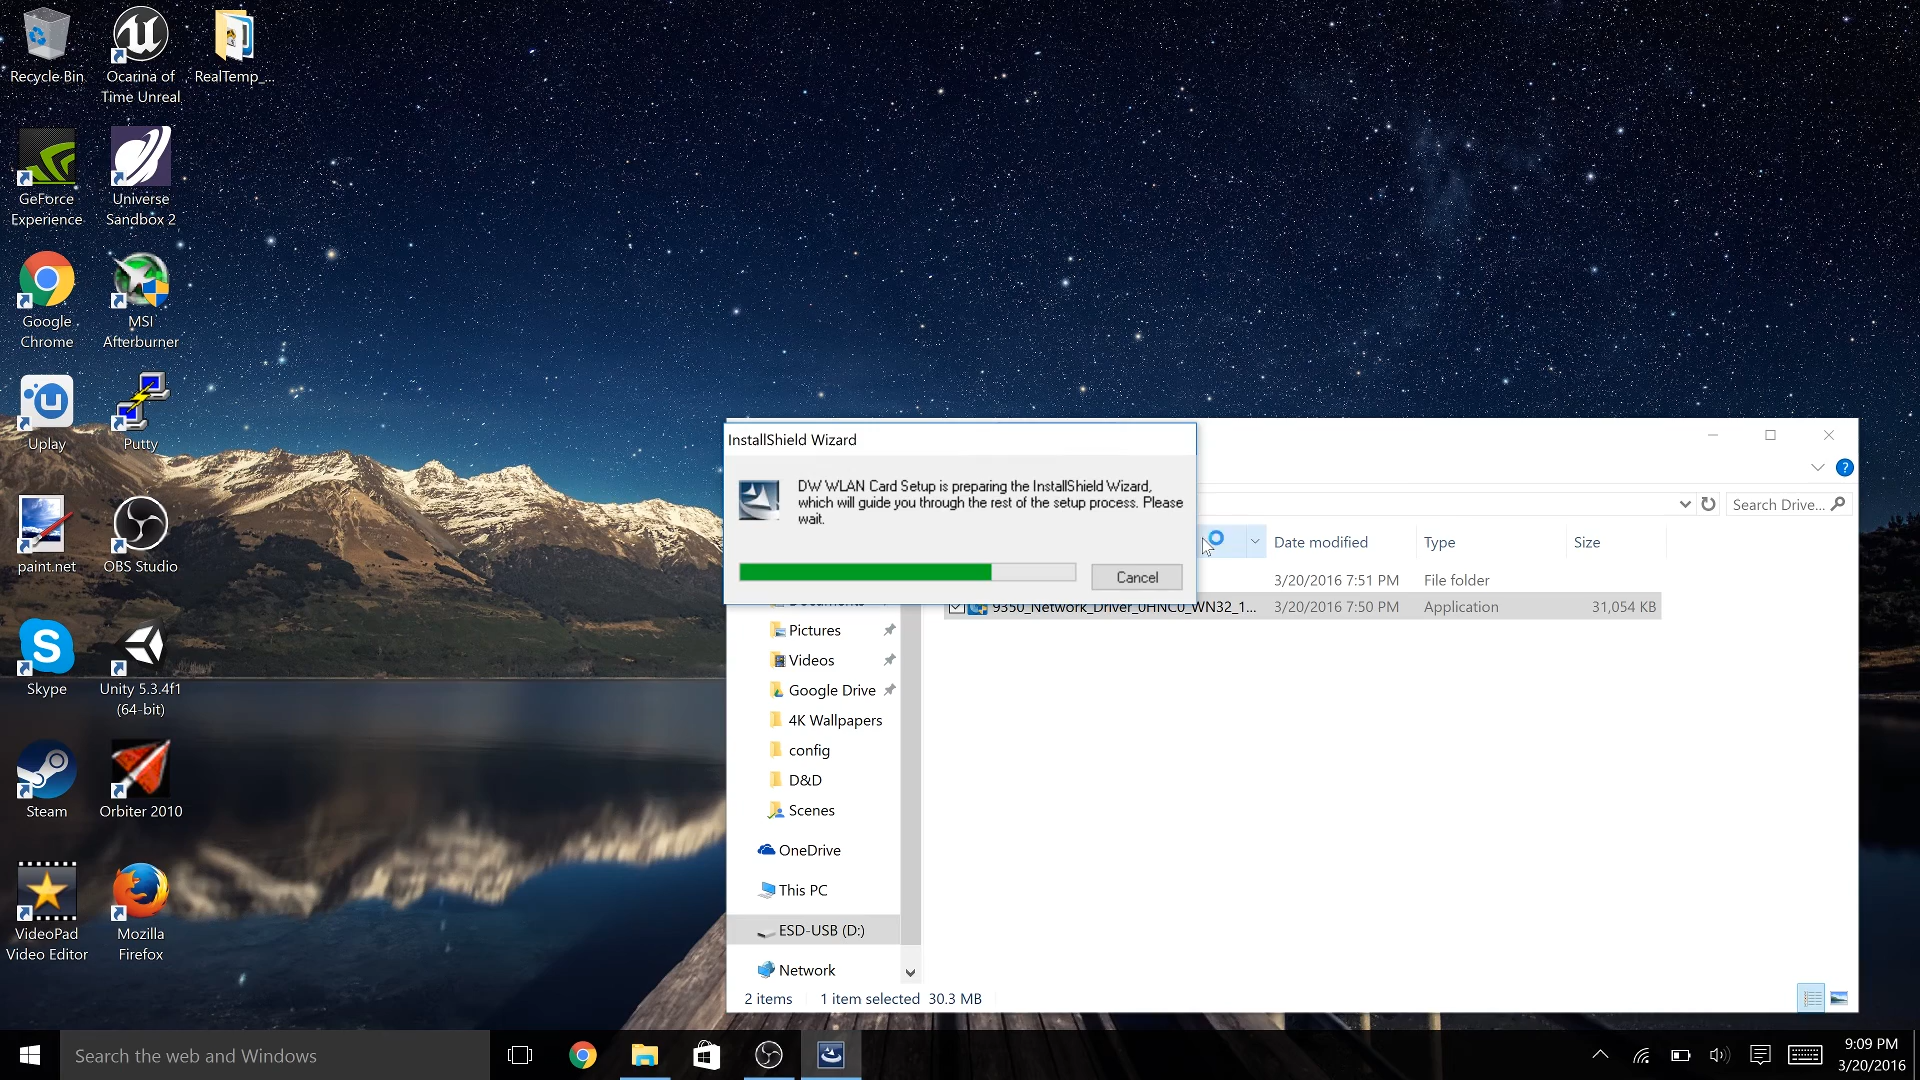 Recycle Bin
Ocarina of
Time Unreal
RealTemp_...
GeForce
Experience
Universe
Sandbox 2
Google
Chrome
MSI
Afterburner
Uplay
Putty
paint.net
OBS Studio
Skype
Unity 5.3.4f1
(64-bit)
Steam
Orbiter 2010
VideoPad
Video Editor
Mozilla
Firefox
InstallShield Wizard
DW WLAN Card Setup is preparing the InstallShield Wizard,
which will guide you through the rest of the setup process. Please
wait.
Cancel
Search Drive...
Date modified
Type
Size
3/20/2016 7:51 PM
File folder
9350_Network_Driver_0HNC0_WN32_1...
3/20/2016 7:50 PM
Application
31,054 KB
Documents
Pictures
Videos
Google Drive
4K Wallpapers
config
D&D
Scenes
OneDrive
This PC
ESD-USB (D:)
Network
2 items
1 item selected 30.3 MB
Search the web and Windows
9:09 PM
3/20/2016